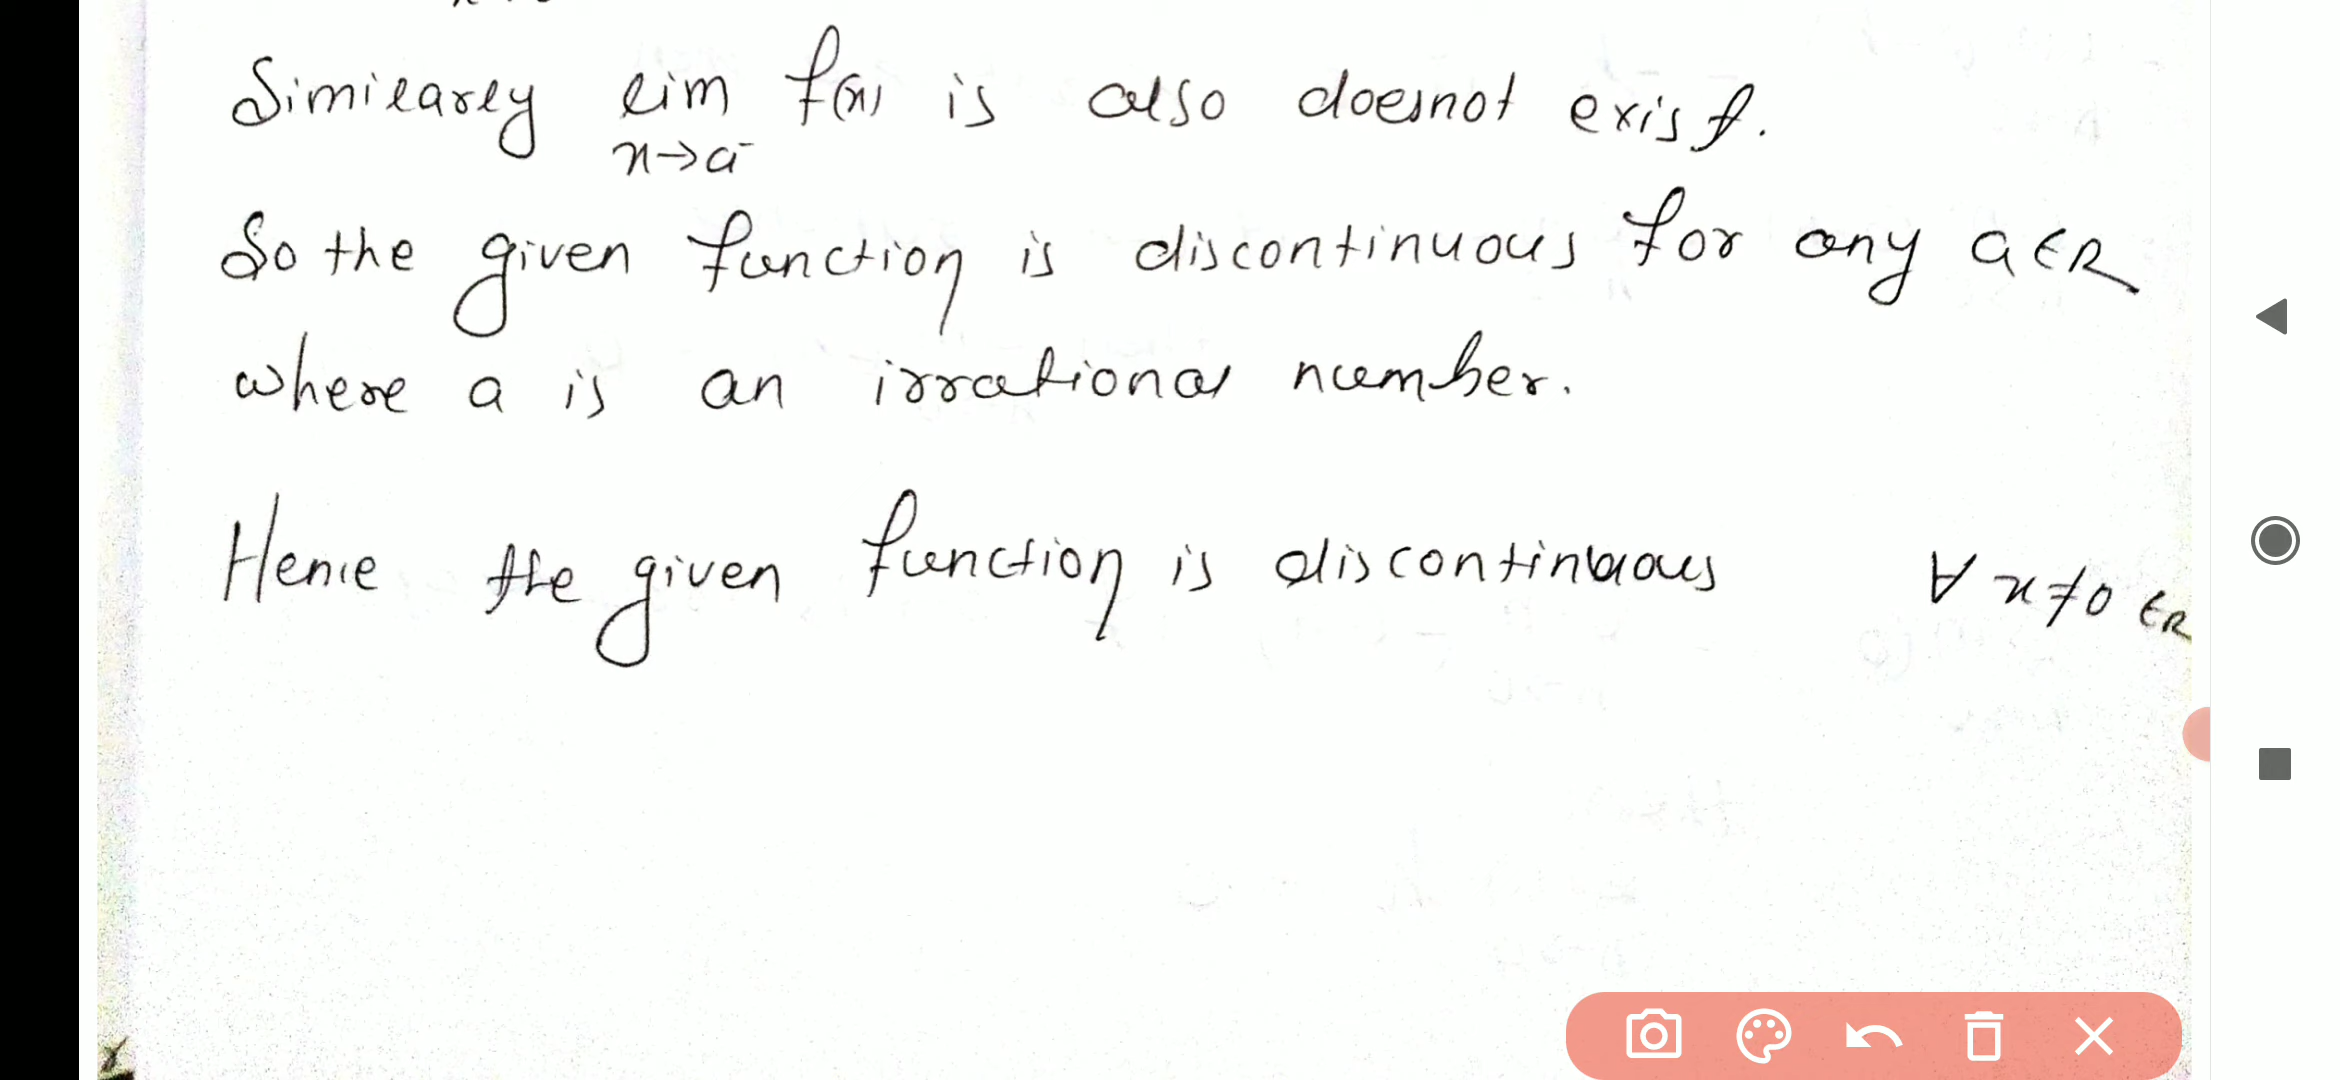 Similarly lim f(x) is also doesnot exist.
x→a⁻
So the given function is discontinuous for any a∈R
where a is an irrational number.
Hence the given function is discontinuous ∀ x≠0 ∈R